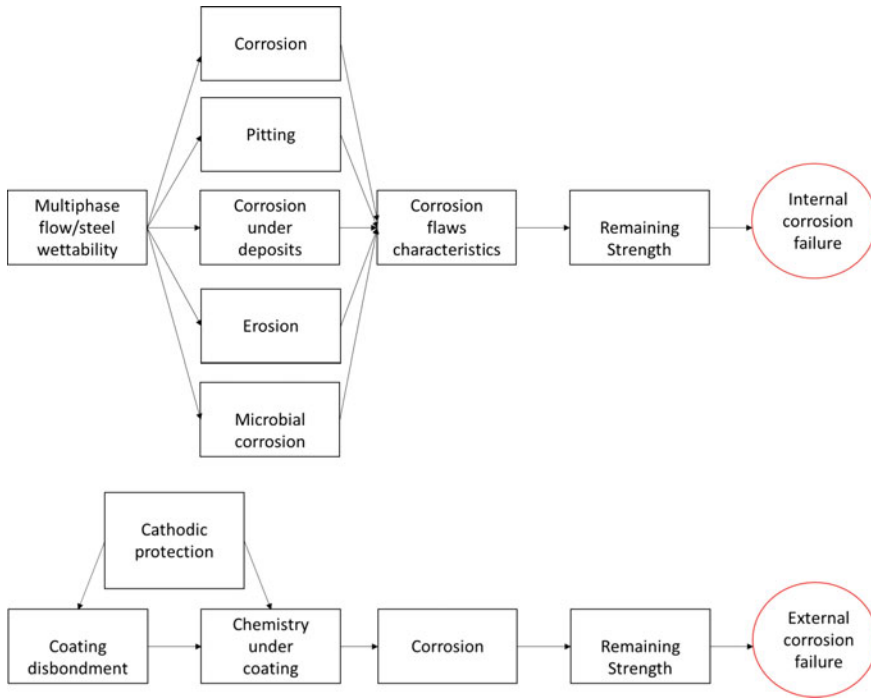 Corrosion
Pitting
Multiphase
flow/steel
wettability
Corrosion
under
deposits
Corrosion
flaws
characteristics
Remaining
Strength
Internal
corrosion
failure
Erosion
Microbial
corrosion
Cathodic
protection
Coating
disbondment
Chemistry
under
coating
Corrosion
Remaining
Strength
External
corrosion
failure